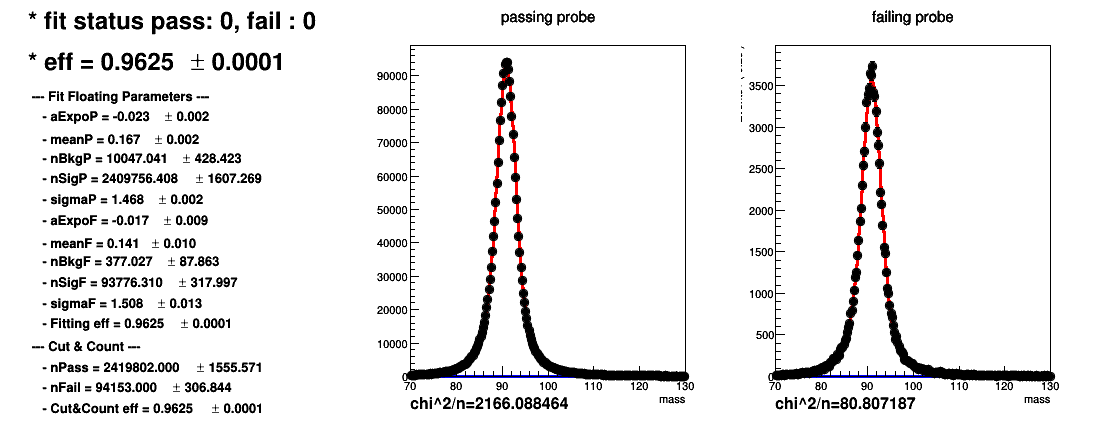 * fit status pass: 0, fail : 0
* eff = 0.9625 ± 0.0001
--- Fit Floating Parameters ---
- aExpoP = -0.023 ± 0.002
- meanP = 0.167 ± 0.002
- nBkgP = 10047.041 ± 428.423
- nSigP = 2409756.408 ± 1607.269
- sigmaP = 1.468 ± 0.002
- aExpoF = -0.017 ± 0.009
- meanF = 0.141 ± 0.010
- nBkgF = 377.027 ± 87.863
- nSigF = 93776.310 ± 317.997
- sigmaF = 1.508 ± 0.013
- Fitting eff = 0.9625 ± 0.0001
--- Cut & Count ---
- nPass = 2419802.000 ± 1555.571
- nFail = 94153.000 ± 306.844
- Cut&Count eff = 0.9625 ± 0.0001
passing probe
90000
80000
70000
60000
50000
40000
30000
20000
10000
0
70 80 90 100 110 120 130
mass
chi^2/n=2166.088464
failing probe
3500
3000
2500
2000
1500
1000
500
0
70 80 90 100 110 120 130
mass
chi^2/n=80.807187